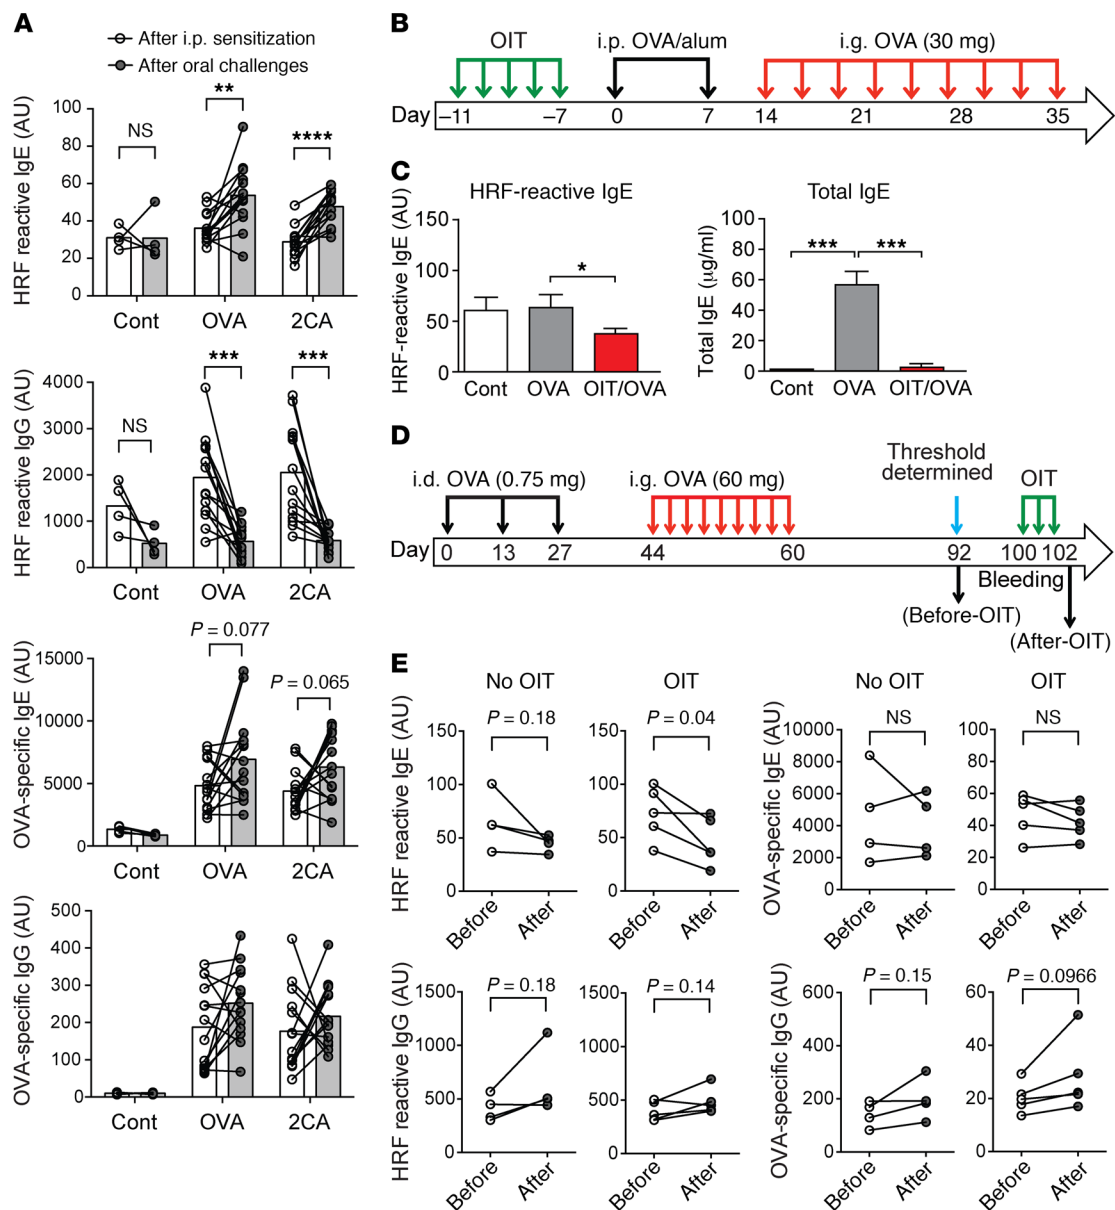 A
After i.p. sensitization
After oral challenges
HRF reactive IgE (AU)
100
80
60
40
20
0
NS
**
****
Cont
OVA
2CA
HRF reactive IgG (AU)
4000
3000
2000
1000
0
NS
***
***
Cont
OVA
2CA
OVA-specific IgE (AU)
15000
10000
5000
0
P = 0.077
P = 0.065
Cont
OVA
2CA
OVA-specific IgG (AU)
500
400
300
200
100
0
Cont
OVA
2CA
B
OIT
i.p. OVA/alum
i.g. OVA (30 mg)
Day
–11
–7
0
7
14
21
28
35
C
HRF-reactive IgE
HRF-reactive IgE (AU)
150
100
50
0
*
Cont
OVA
OIT/OVA
Total IgE
Total IgE (μg/ml)
100
80
60
40
20
0
***
***
Cont
OVA
OIT/OVA
D
i.d. OVA (0.75 mg)
i.g. OVA (60 mg)
Threshold
determined
OIT
Day
0
13
27
44
60
92
100
102
Bleeding
(Before-OIT)
(After-OIT)
E
No OIT
OIT
HRF reactive IgE (AU)
150
100
50
0
P = 0.18
Before
After
150
100
50
0
P = 0.04
Before
After
No OIT
OIT
OVA-specific IgE (AU)
10000
8000
6000
4000
2000
0
NS
Before
After
100
80
60
40
20
0
NS
Before
After
HRF reactive IgG (AU)
1500
1000
500
0
P = 0.18
Before
After
1500
1000
500
0
P = 0.14
Before
After
OVA-specific IgG (AU)
600
400
200
0
P = 0.15
Before
After
60
40
20
0
P = 0.0966
Before
After